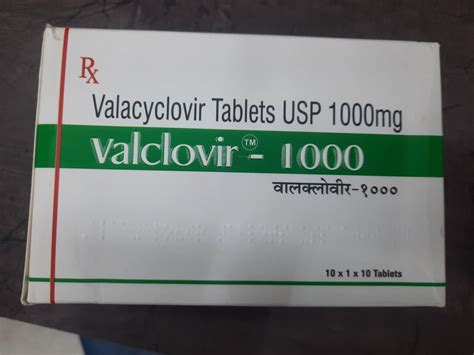 Rx
Valacyclovir Tablets USP 1000mg
valclovir™ - 1000
वालक्लोवीर-१०००
10 x 1 x 10 Tablets